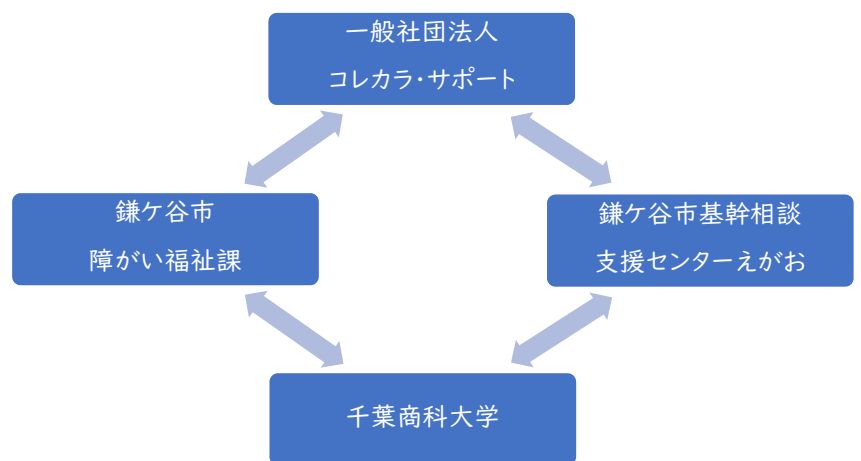 一般社団法人
コレカラ・サポート
鎌ケ谷市
障がい福祉課
鎌ケ谷市基幹相談
支援センターえがお
千葉商科大学